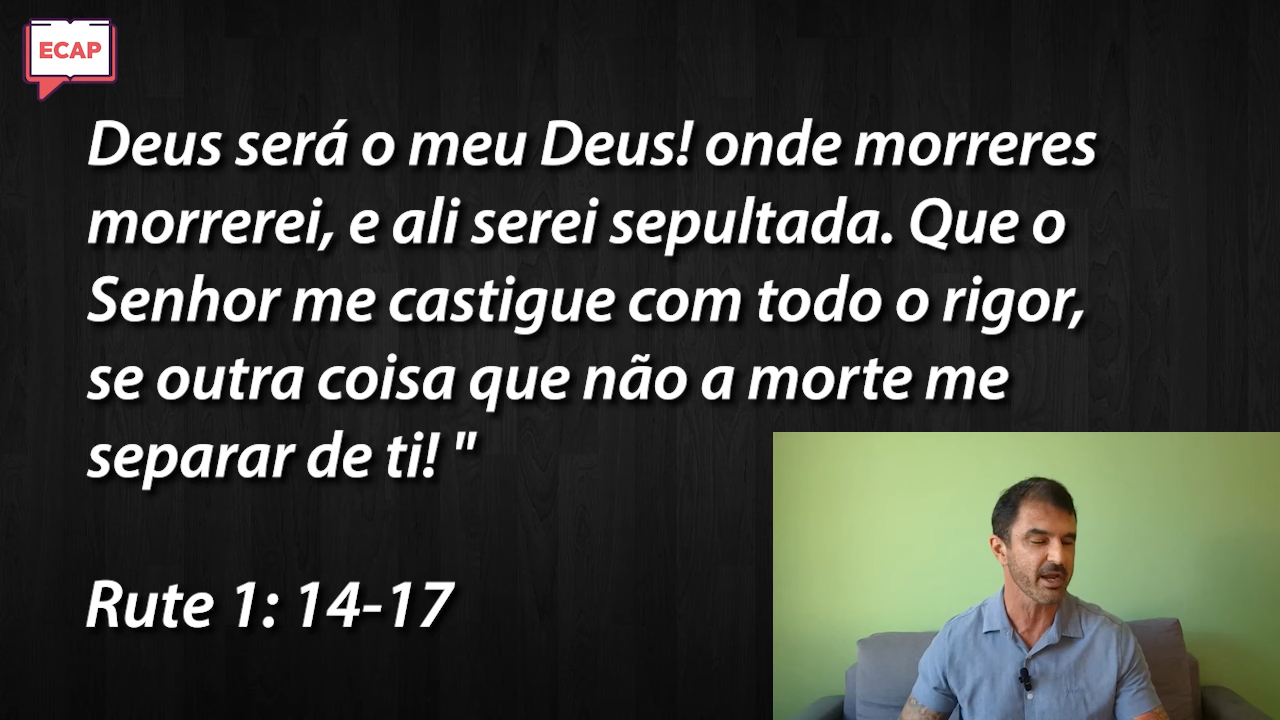 ECAP
Deus será o meu Deus! onde morreres
morrerei, e ali serei sepultada. Que o
Senhor me castigue com todo o rigor,
se outra coisa que não a morte me
separar de ti! "
Rute 1: 14-17